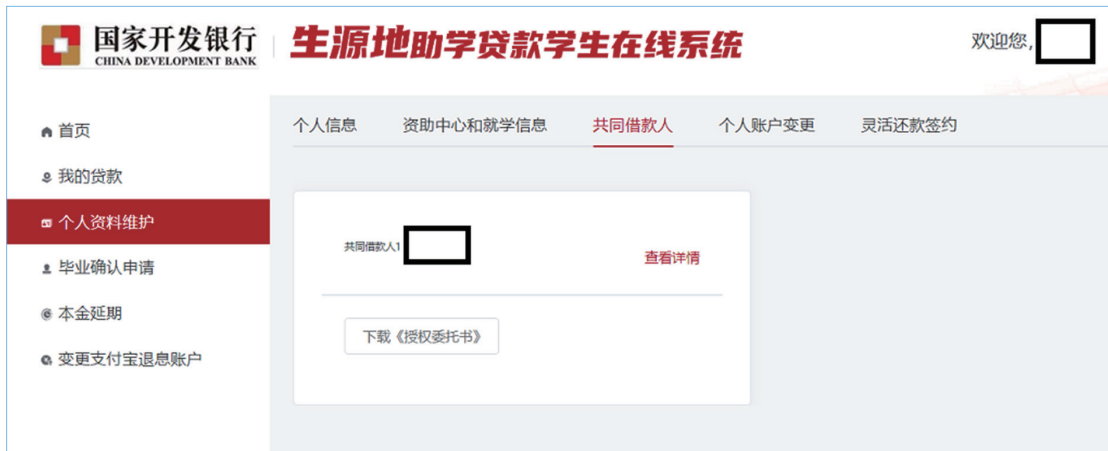 国家开发银行
CHINA DEVELOPMENT BANK
生源地助学贷款学生在线系统
欢迎您,
首页
我的贷款
个人资料维护
毕业确认申请
本金延期
变更支付宝退息账户
个人信息 资助中心和就学信息 共同借款人 个人账户变更 灵活还款签约
共同借款人1
查看详情
下载《授权委托书》